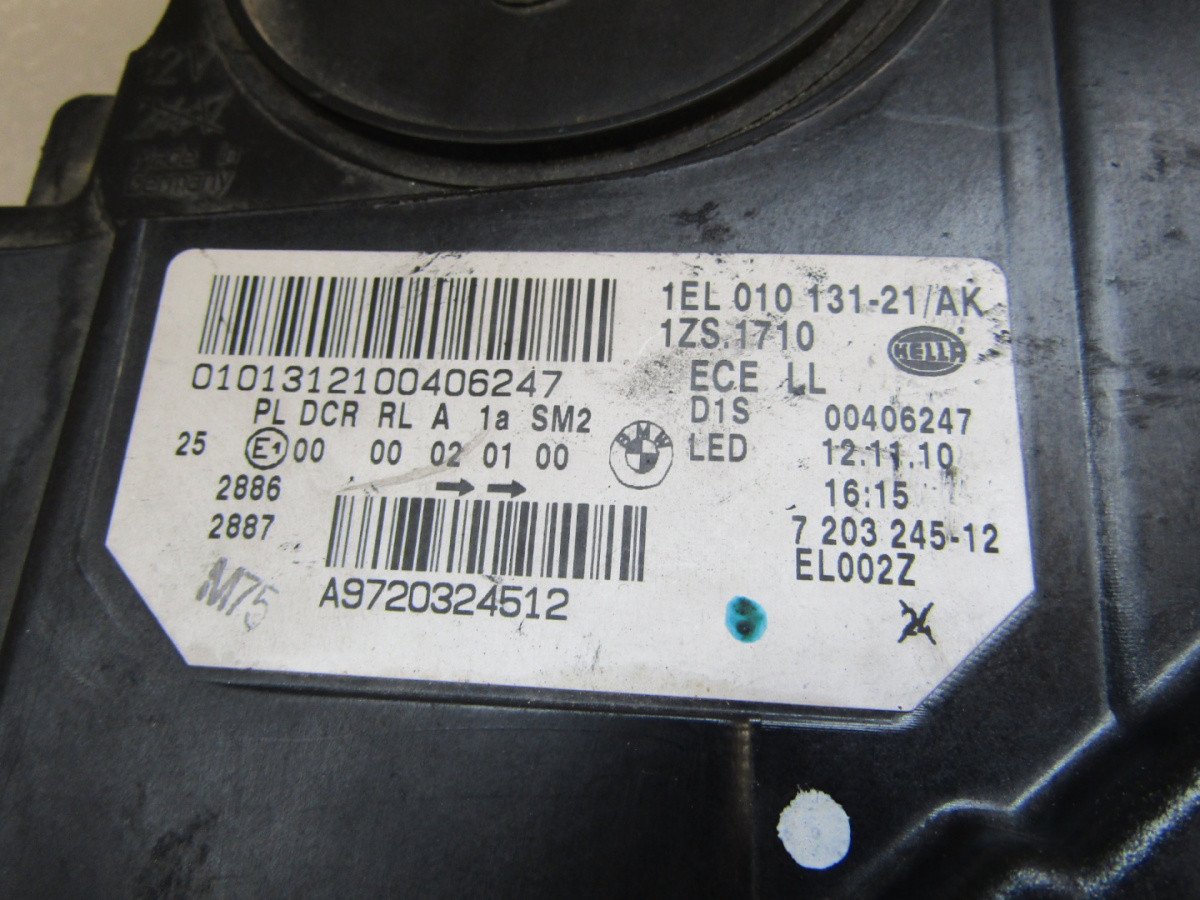 12V
Made in
Germany
1EL 010 131-21/AK
1ZS.1710
HELLA
0101312100406247
ECE LL
PL DCR RL A 1a SM2
D1S 00406247
25 E1 00 00 02 01 00
BMW
LED 12.11.10
2886
16:15
2887
7 203 245-12
EL002Z
M75
A9720324512